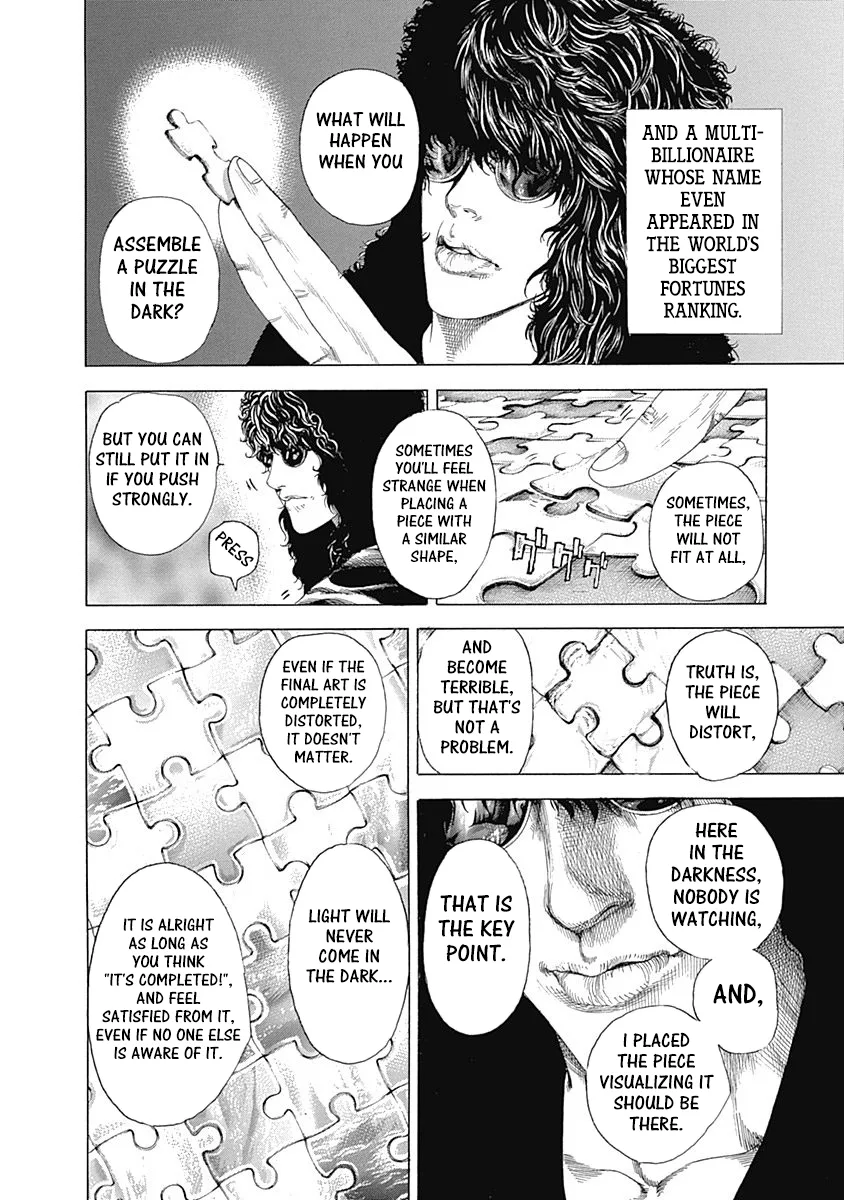 AND A MULTI-
BILLIONAIRE
WHOSE NAME
EVEN
APPEARED IN
THE WORLD'S
BIGGEST
FORTUNES
RANKING.
WHAT WILL
HAPPEN
WHEN YOU
ASSEMBLE
A PUZZLE
IN THE
DARK?
SOMETIMES,
THE PIECE
WILL NOT
FIT AT ALL,
グ
グ
グ
SOMETIMES
YOU'LL FEEL
STRANGE WHEN
PLACING A
PIECE WITH
A SIMILAR
SHAPE,
BUT YOU CAN
STILL PUT IT IN
IF YOU PUSH
STRONGLY.
PRESS
TRUTH IS,
THE PIECE
WILL
DISTORT,
AND
BECOME
TERRIBLE,
BUT THAT'S
NOT A
PROBLEM.
HERE
IN THE
DARKNESS,
NOBODY IS
WATCHING,
AND,
I PLACED
THE PIECE
VISUALIZING IT
SHOULD BE
THERE.
THAT IS
THE KEY
POINT.
EVEN IF THE
FINAL ART IS
COMPLETELY
DISTORTED,
IT DOESN'T
MATTER.
LIGHT WILL
NEVER
COME IN
THE DARK...
IT IS ALRIGHT
AS LONG AS
YOU THINK
"IT'S COMPLETED!",
AND FEEL
SATISFIED FROM IT,
EVEN IF NO ONE ELSE
IS AWARE OF IT.